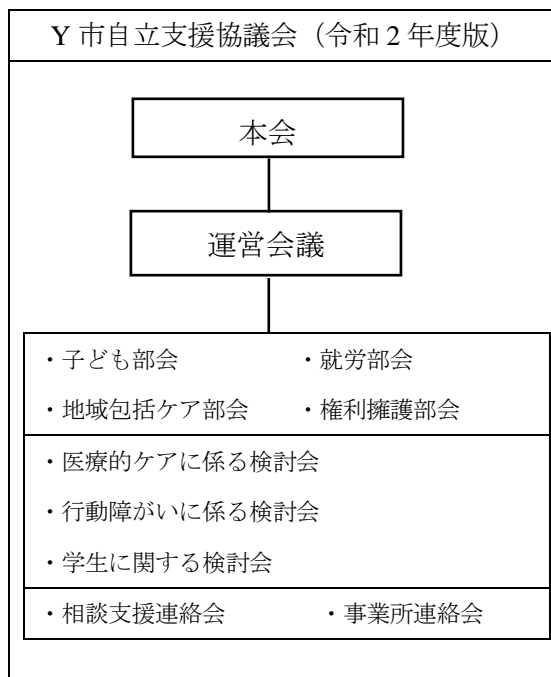 Y 市自立支援協議会（令和 2 年度版）
本会
運営会議
・子ども部会　・就労部会
・地域包括ケア部会　・権利擁護部会
・医療的ケアに係る検討会
・行動障がいに係る検討会
・学生に関する検討会
・相談支援連絡会　・事業所連絡会